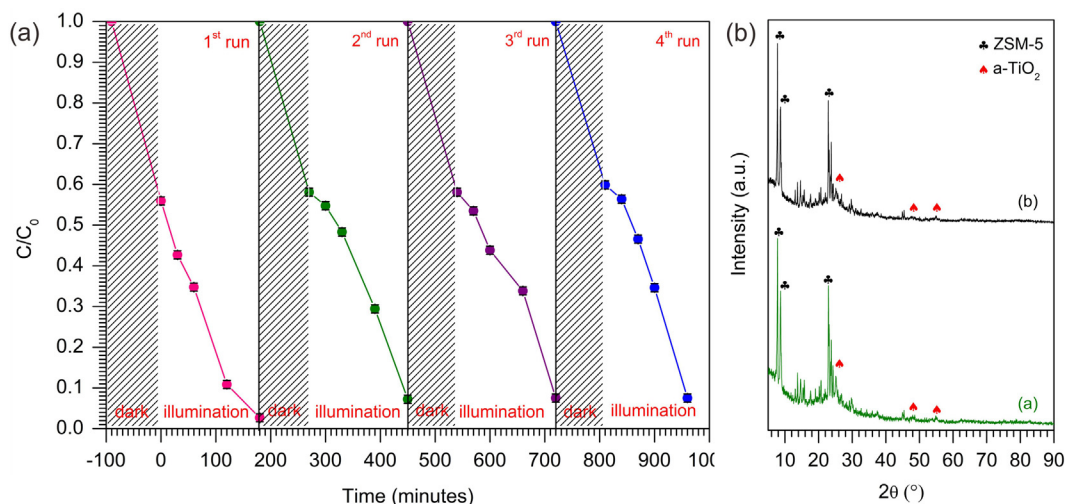 (a)
1st run
2nd run
3rd run
4th run
C/C0
1.0
0.9
0.8
0.7
0.6
0.5
0.4
0.3
0.2
0.1
0.0
dark
illumination
dark
illumination
dark
illumination
dark
illumination
-100 0 100 200 300 400 500 600 700 800 900 100
Time (minutes)
(b)
♣ ZSM-5
♠ a-TiO2
Intensity (a.u.)
(b)
(a)
10 20 30 40 50 60 70 80 90
2θ (°)